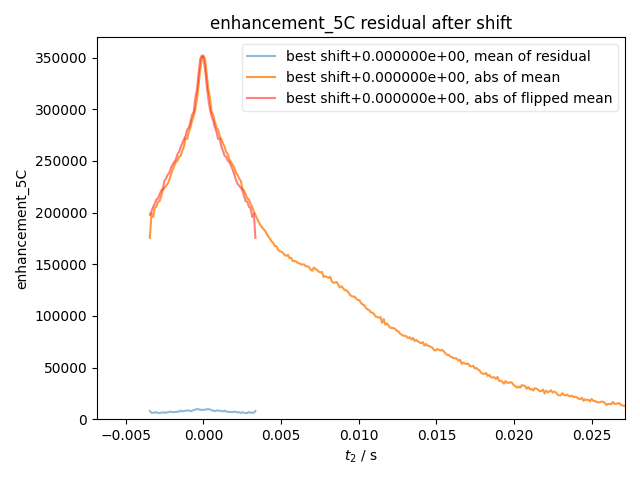 enhancement_5C residual after shift
best shift+0.000000e+00, mean of residual
best shift+0.000000e+00, abs of mean
best shift+0.000000e+00, abs of flipped mean
enhancement_5C
350000
300000
250000
200000
150000
100000
50000
0
−0.005 0.000 0.005 0.010 0.015 0.020 0.025
t₂ / s